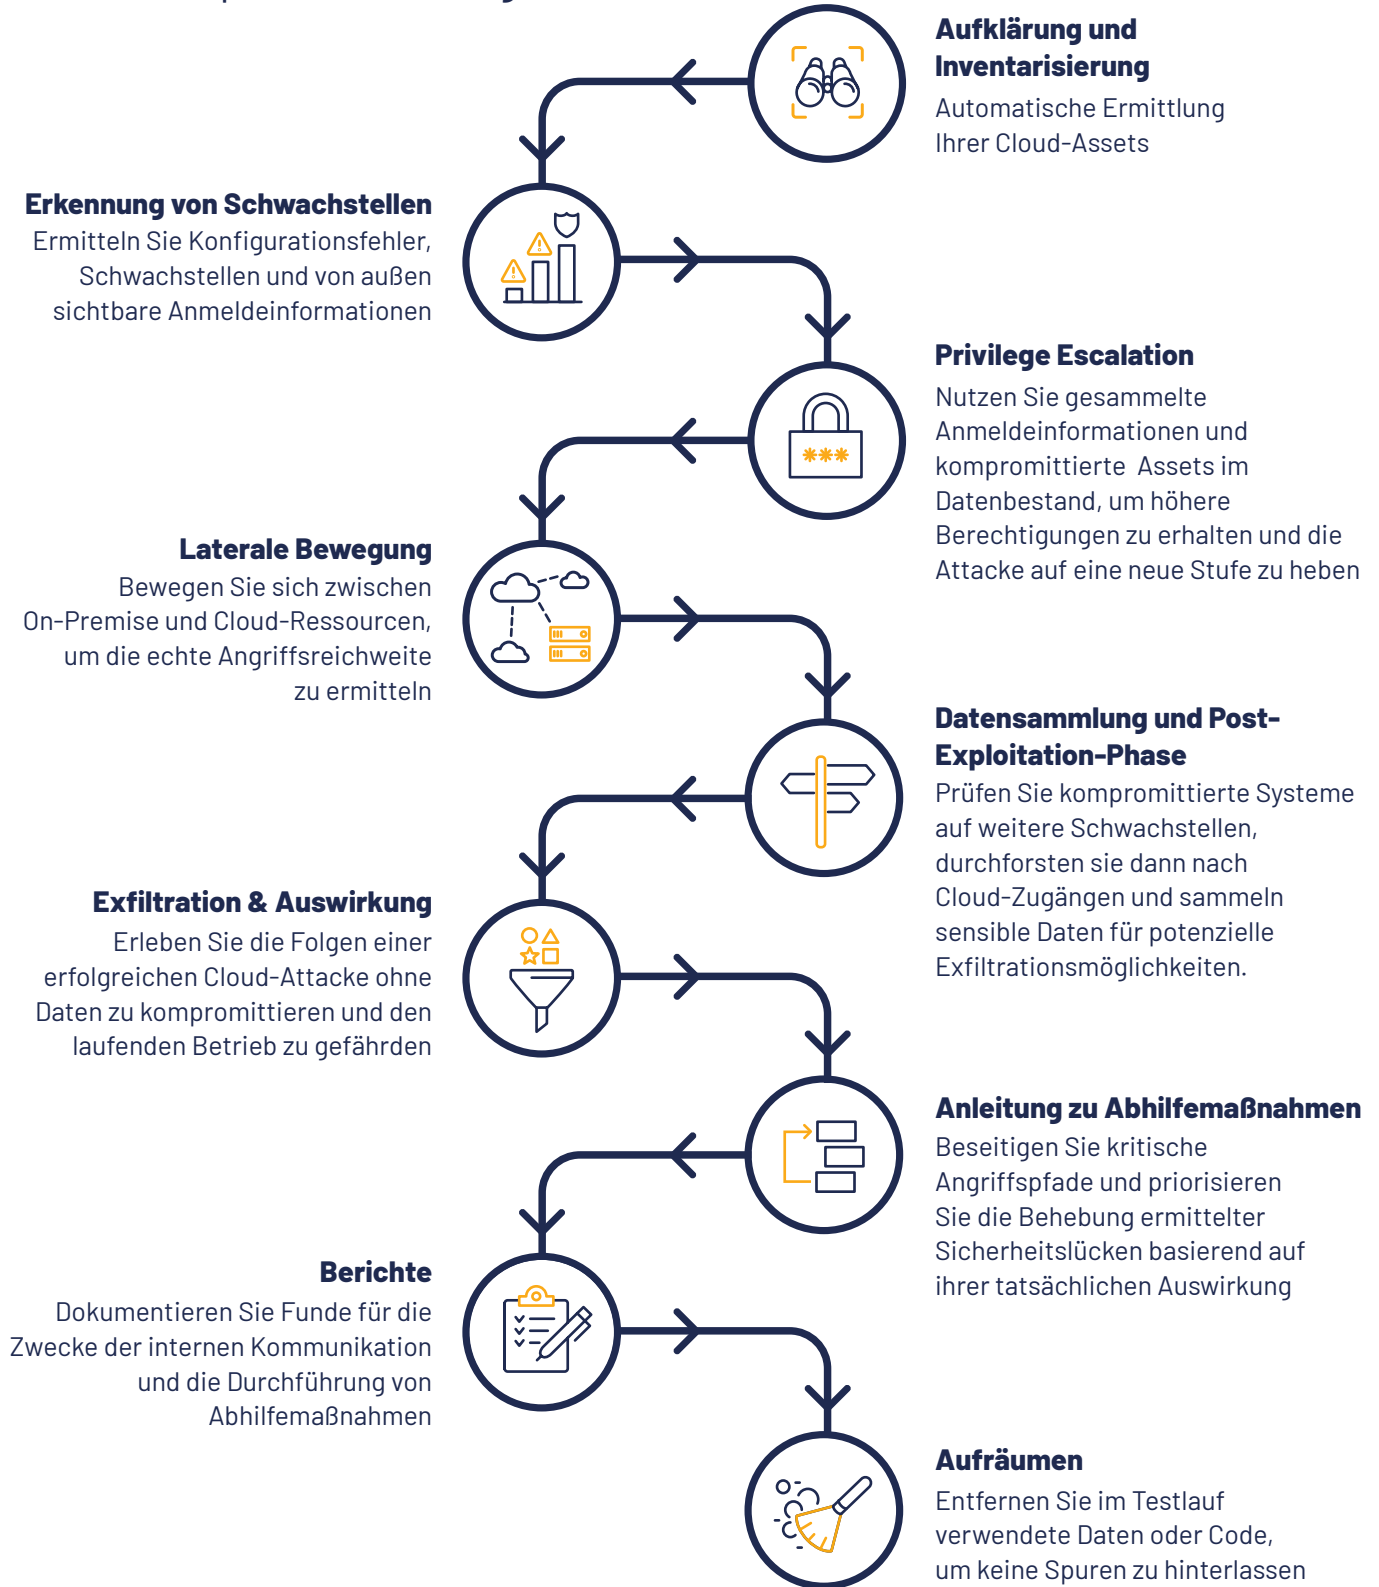 Aufklärung und
Inventarisierung
Automatische Ermittlung
Ihrer Cloud-Assets
Erkennung von Schwachstellen
Ermitteln Sie Konfigurationsfehler,
Schwachstellen und von außen
sichtbare Anmeldeinformationen
Privilege Escalation
Nutzen Sie gesammelte
Anmeldeinformationen und
kompromittierte Assets im
Datenbestand, um höhere
Berechtigungen zu erhalten und die
Attacke auf eine neue Stufe zu heben
***
Laterale Bewegung
Bewegen Sie sich zwischen
On-Premise und Cloud-Ressourcen,
um die echte Angriffsreichweite
zu ermitteln
Datensammlung und Post-
Exploitation-Phase
Prüfen Sie kompromittierte Systeme
auf weitere Schwachstellen,
durchforsten sie dann nach
Cloud-Zugängen und sammeln
sensible Daten für potenzielle
Exfiltrationsmöglichkeiten.
Exfiltration & Auswirkung
Erleben Sie die Folgen einer
erfolgreichen Cloud-Attacke ohne
Daten zu kompromittieren und den
laufenden Betrieb zu gefährden
Anleitung zu Abhilfemaßnahmen
Beseitigen Sie kritische
Angriffspfade und priorisieren
Sie die Behebung ermittelter
Sicherheitslücken basierend auf
ihrer tatsächlichen Auswirkung
Berichte
Dokumentieren Sie Funde für die
Zwecke der internen Kommunikation
und die Durchführung von
Abhilfemaßnahmen
Aufräumen
Entfernen Sie im Testlauf
verwendete Daten oder Code,
um keine Spuren zu hinterlassen